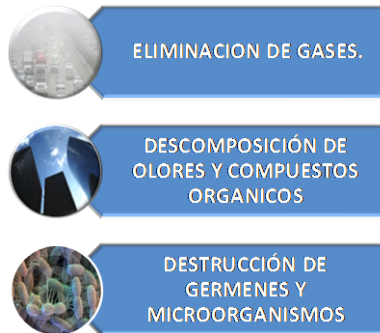 ELIMINACION DE GASES.
DESCOMPOSICIÓN DE
OLORES Y COMPUESTOS
ORGANICOS
DESTRUCCIÓN DE
GERMENES Y
MICROORGANISMOS